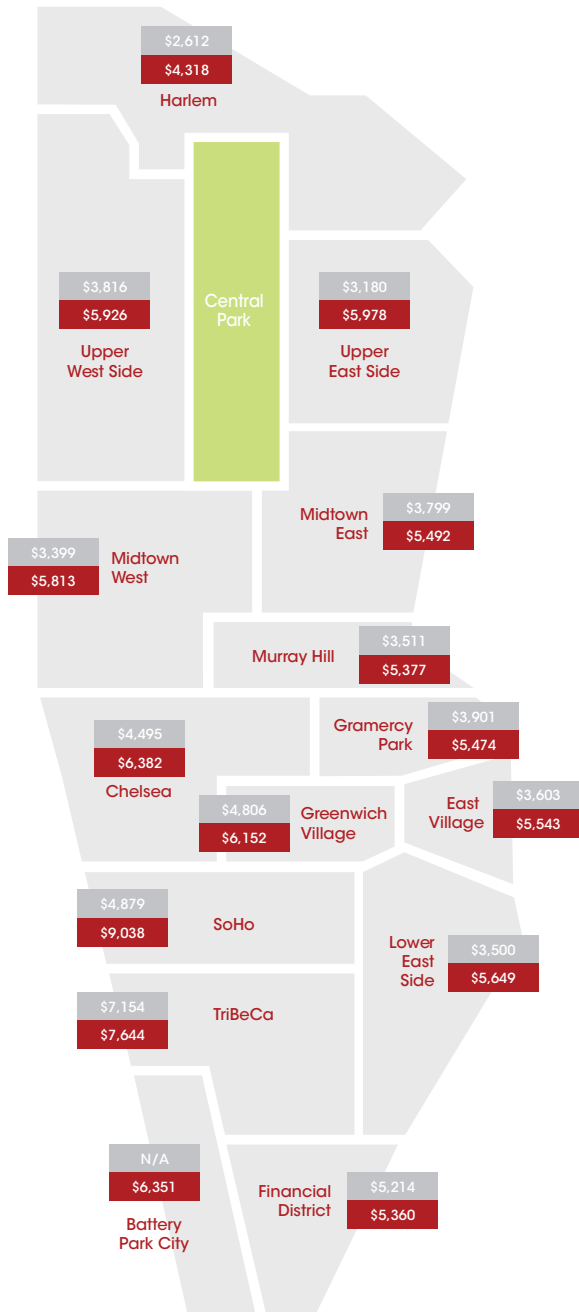 $2,612
$4,318
Harlem
$3,816
$5,926
Upper
West Side
Central
Park
$3,180
$5,978
Upper
East Side
Midtown
East
$3,799
$5,492
$3,399
$5,813
Midtown
West
Murray Hill
$3,511
$5,377
$4,495
$6,382
Chelsea
Gramercy
Park
$3,901
$5,474
$4,806
$6,152
Greenwich
Village
East
Village
$3,603
$5,543
$4,879
$9,038
SoHo
Lower
East
Side
$3,500
$5,649
$7,154
$7,644
TriBeCa
N/A
$6,351
Battery
Park City
Financial
District
$5,214
$5,360